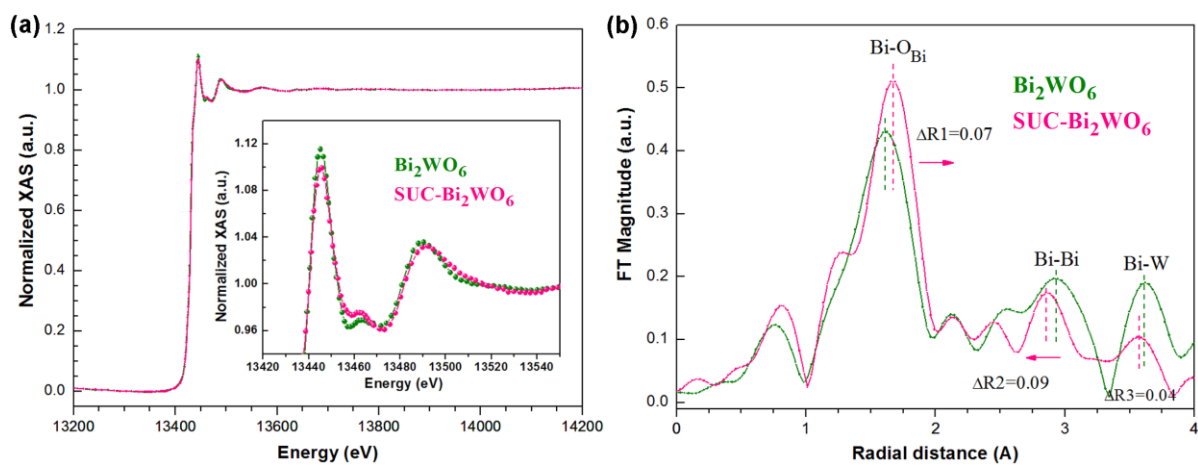 (a)
1.2
1.0
0.8
0.6
0.4
0.2
0.0
Normalized XAS (a.u.)
13200
13400
13600
13800
14000
14200
Energy (eV)
1.12
1.08
1.04
1.00
0.96
Normalized XAS (a.u.)
Bi2WO6
SUC-Bi2WO6
13420
13440
13460
13480
13500
13520
13540
Energy (eV)
(b)
0.6
0.5
0.4
0.3
0.2
0.1
0.0
FT Magnitude (a.u.)
Bi-OBi
Bi2WO6
SUC-Bi2WO6
ΔR1=0.07
Bi-Bi
Bi-W
ΔR2=0.09
ΔR3=0.04
0
1
2
3
4
Radial distance (A)